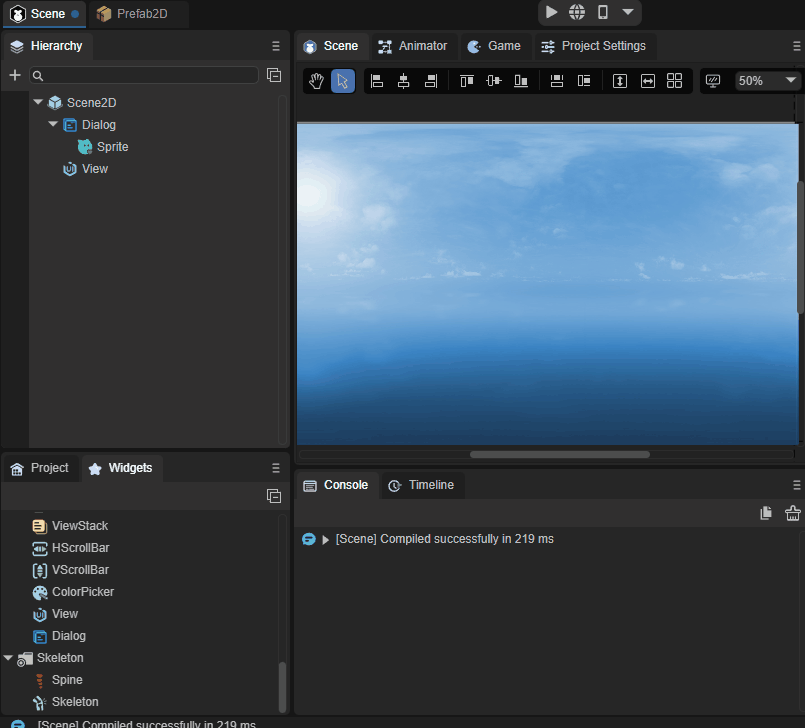 Scene
Prefab2D
Hierarchy
Scene
Animator
Game
Project Settings
50%
Scene2D
Dialog
Sprite
View
Project
Widgets
ViewStack
HScrollBar
VScrollBar
ColorPicker
View
Dialog
Skeleton
Spine
Skeleton
Console
Timeline
[Scene] Compiled successfully in 219 ms
[Scene] Compiled successfully in 219 ms